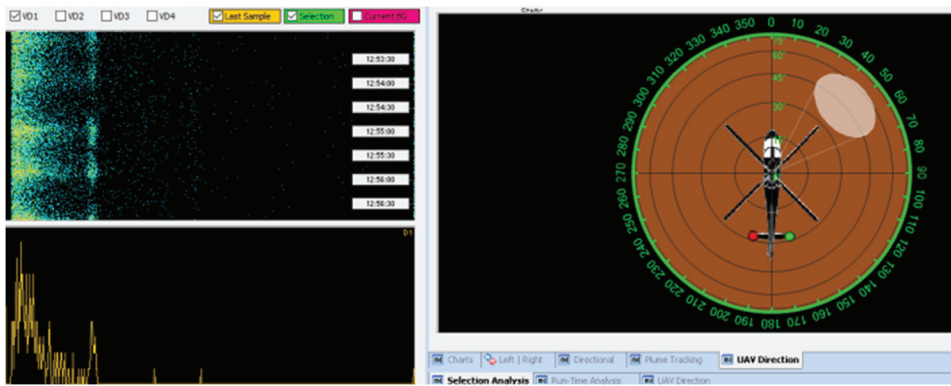 VD1 VD2 VD3 VD4 Last Sample Selection Current BG
12:53:30
12:54:00
12:54:30
12:55:00
12:55:30
12:56:00
12:56:30
D1
0 10 20 30 40 50 60 70 80 90 100 110 120 130 140 150 160 170 180 190 200 210 220 230 240 250 260 270 280 290 300 310 320 330 340 350
75
60
45
30
Charts Left | Right Directional Plume Tracking UAV Direction
Selection Analysis Run-Time Analysis UAV Direction